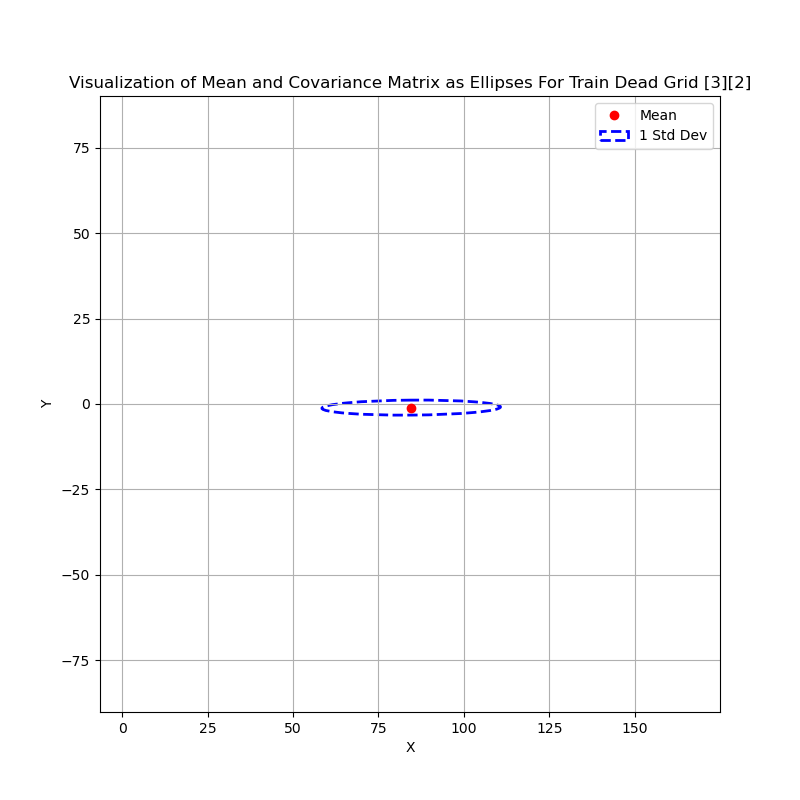 Visualization of Mean and Covariance Matrix as Ellipses For Train Dead Grid [3][2]
Mean
1 Std Dev
75
50
25
0
−25
−50
−75
Y
0
25
50
75
100
125
150
X